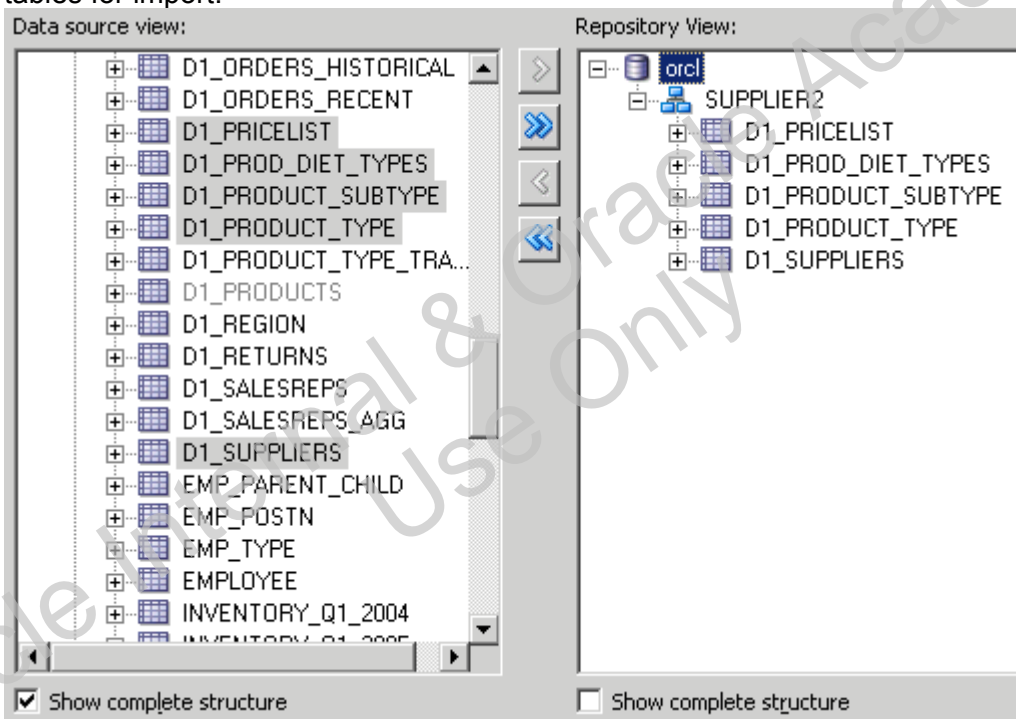 tables for import.
Data source view:
D1_ORDERS_HISTORICAL
D1_ORDERS_RECENT
D1_PRICELIST
D1_PROD_DIET_TYPES
D1_PRODUCT_SUBTYPE
D1_PRODUCT_TYPE
D1_PRODUCT_TYPE_TRA...
D1_PRODUCTS
D1_REGION
D1_RETURNS
D1_SALESREPS
D1_SALESREPS_AGG
D1_SUPPLIERS
EMP_PARENT_CHILD
EMP_POSTN
EMP_TYPE
EMPLOYEE
INVENTORY_Q1_2004
Show complete structure
Repository View:
orcl
SUPPLIER2
D1_PRICELIST
D1_PROD_DIET_TYPES
D1_PRODUCT_SUBTYPE
D1_PRODUCT_TYPE
D1_SUPPLIERS
Show complete structure
Internal & Oracle Aca
Use Only